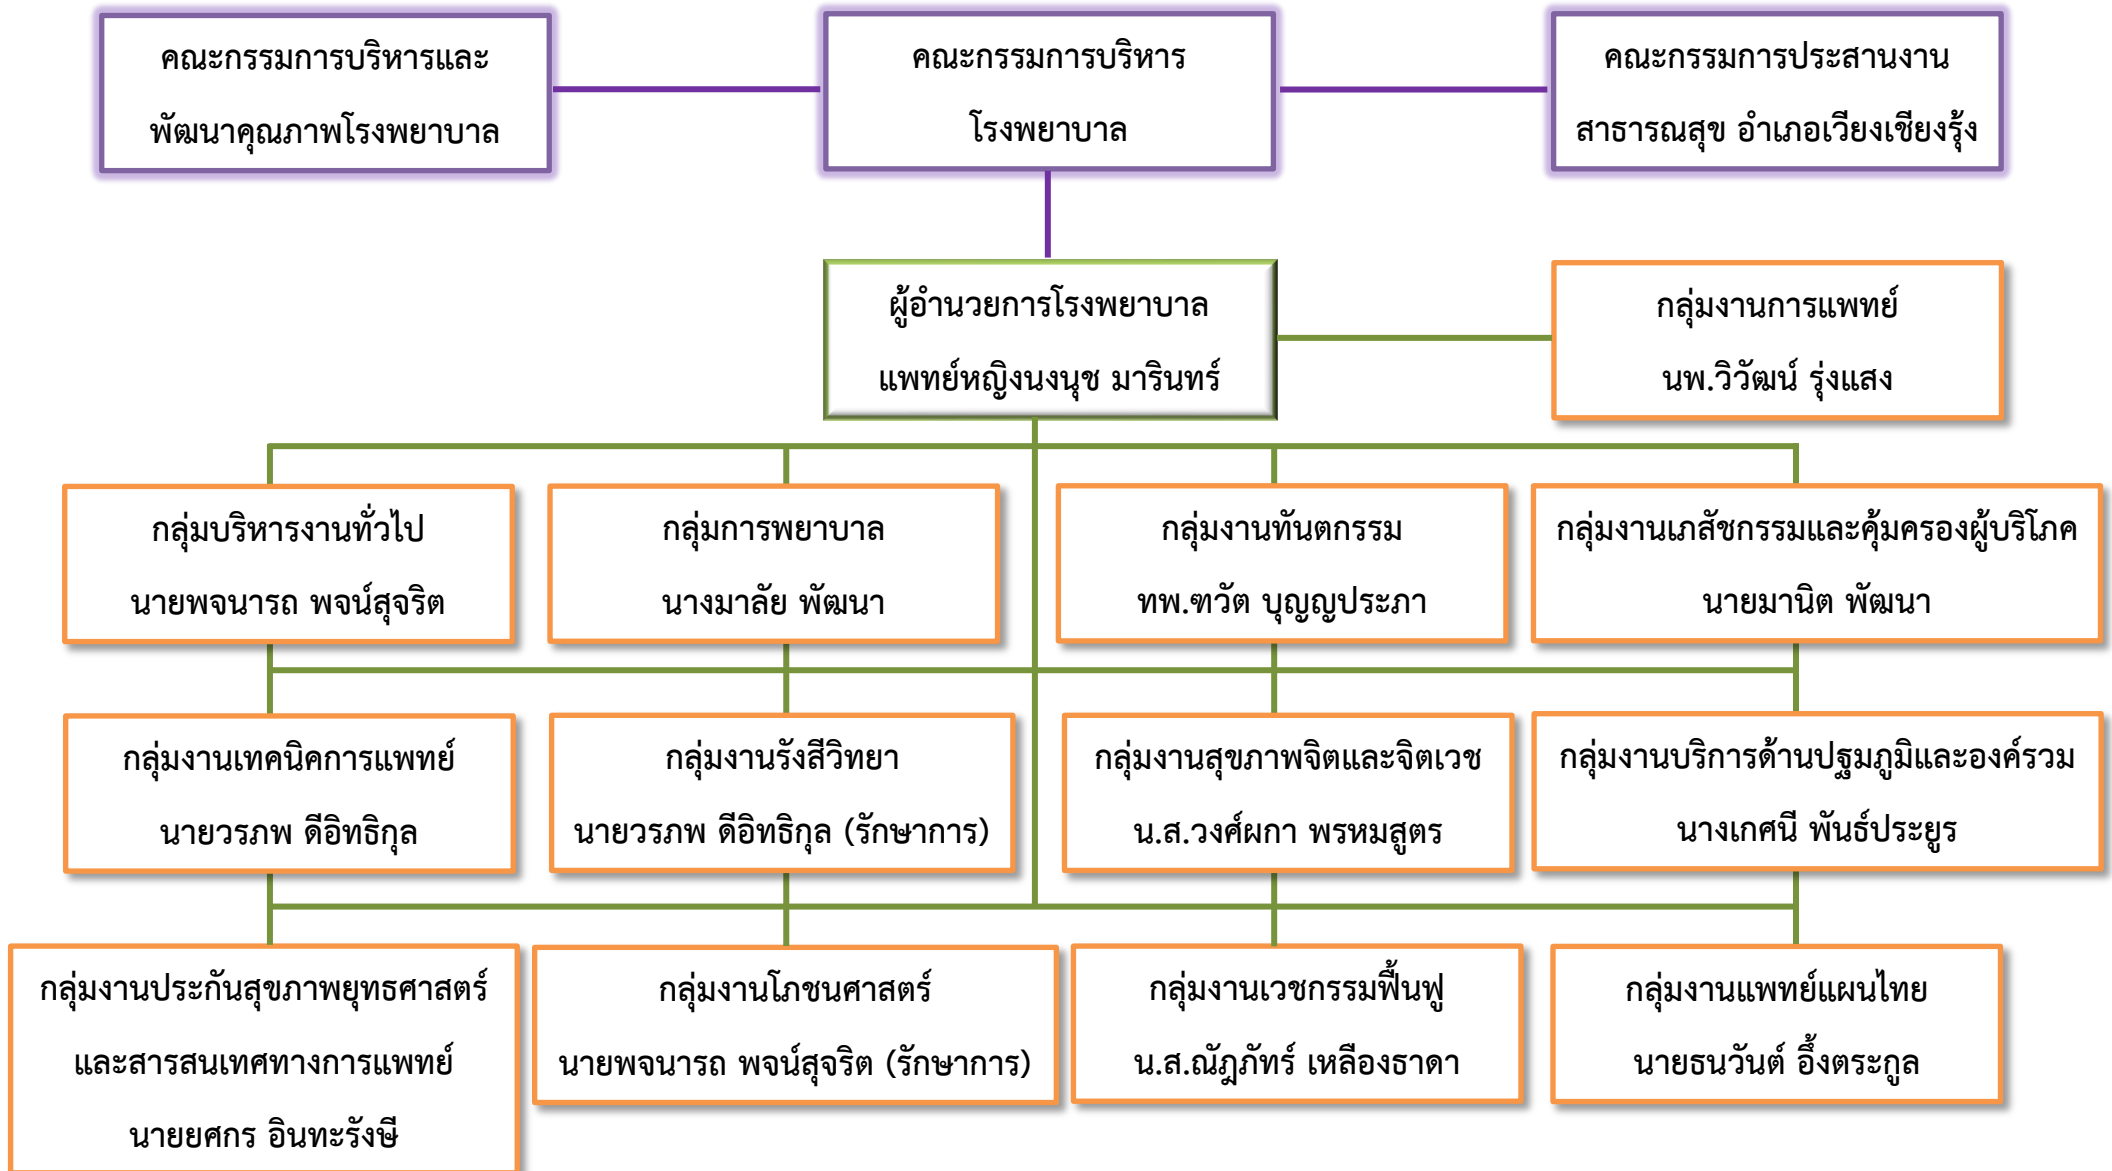 คณะกรรมการบริหารและ
พัฒนาคุณภาพโรงพยาบาล
คณะกรรมการบริหาร
โรงพยาบาล
คณะกรรมการประสานงาน
สาธารณสุข อำเภอเวียงเชียงรุ้ง
ผู้อำนวยการโรงพยาบาล
แพทย์หญิงนงนุช มารินทร์
กลุ่มงานการแพทย์
นพ.วิวัฒน์ รุ่งแสง
กลุ่มบริหารงานทั่วไป
นายพจนารถ พจน์สุจริต
กลุ่มการพยาบาล
นางมาลัย พัฒนา
กลุ่มงานทันตกรรม
ทพ.ฑวัต บุญญประภา
กลุ่มงานเภสัชกรรมและคุ้มครองผู้บริโภค
นายมานิต พัฒนา
กลุ่มงานเทคนิคการแพทย์
นายวรภพ ดีอิทธิกุล
กลุ่มงานรังสีวิทยา
นายวรภพ ดีอิทธิกุล (รักษาการ)
กลุ่มงานสุขภาพจิตและจิตเวช
น.ส.วงศ์ผกา พรหมสูตร
กลุ่มงานบริการด้านปฐมภูมิและองค์รวม
นางเกศนี พันธ์ประยูร
กลุ่มงานประกันสุขภาพยุทธศาสตร์
และสารสนเทศทางการแพทย์
นายยศกร อินทะรังษี
กลุ่มงานโภชนศาสตร์
นายพจนารถ พจน์สุจริต (รักษาการ)
กลุ่มงานเวชกรรมฟื้นฟู
น.ส.ณัฎภัทร์ เหลืองธาดา
กลุ่มงานแพทย์แผนไทย
นายธนวันต์ อึ้งตระกูล